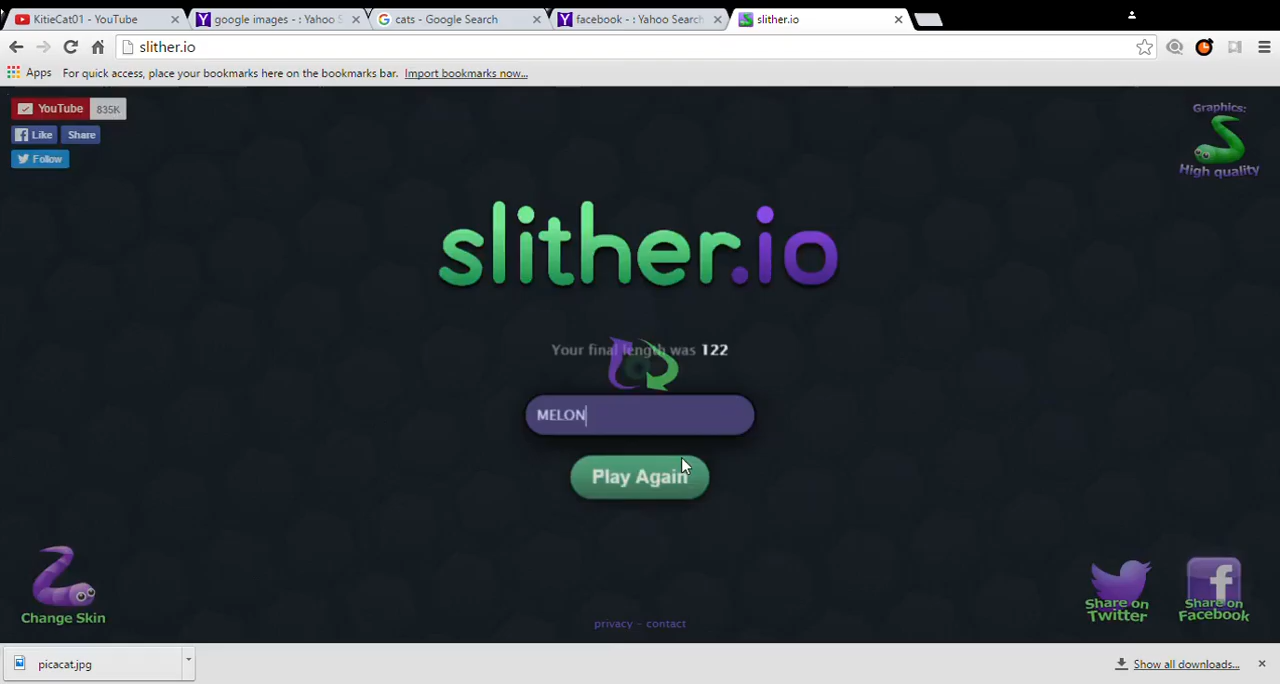 KitieCat01 - YouTube
google images - : Yahoo S
cats - Google Search
facebook - : Yahoo Search
slither.io
slither.io
Apps
For quick access, place your bookmarks here on the bookmarks bar. Import bookmarks now...
YouTube 835K
Like Share
Follow
Graphics:
High quality
slither.io
Your final length was 122
MELON
Play Again
Change Skin
Share on
Twitter
Share on
Facebook
privacy - contact
picacat.jpg
Show all downloads...